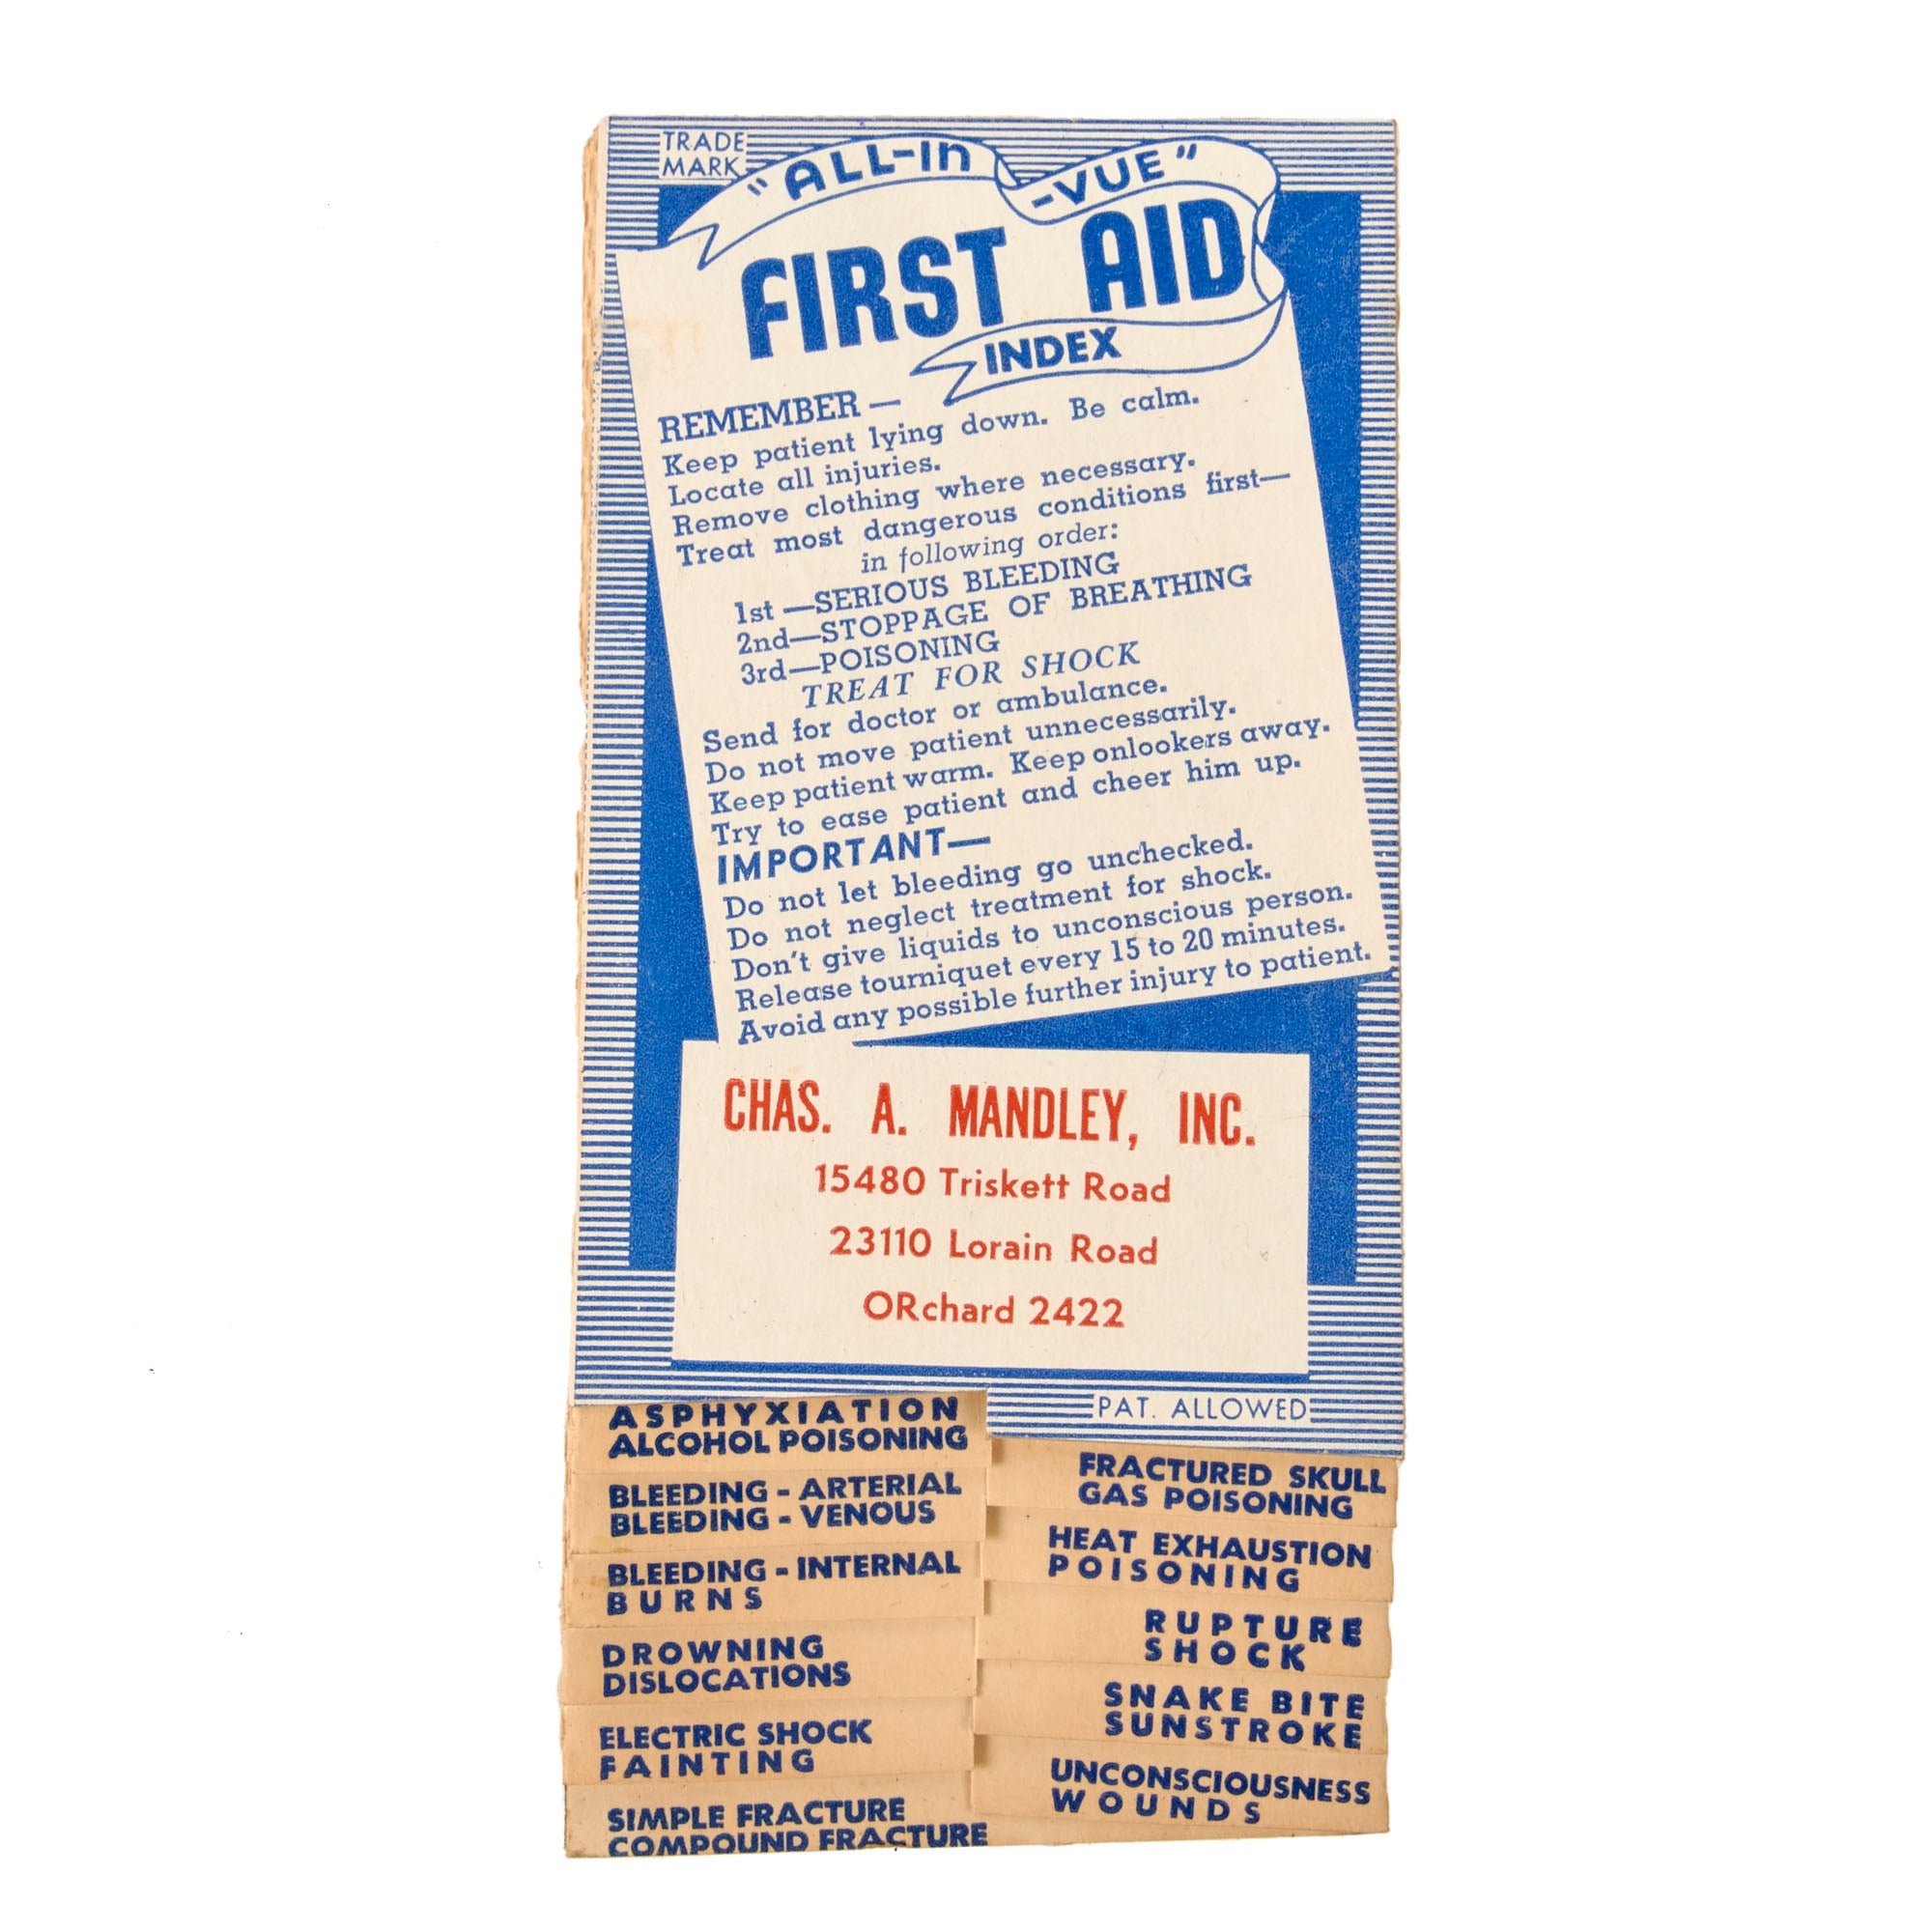 TRADE
MARK
"ALL-In-VUE"
FIRST AID
INDEX
REMEMBER—
Keep patient lying down. Be calm.
Locate all injuries.
Remove clothing where necessary.
Treat most dangerous conditions first—
in following order:
1st—SERIOUS BLEEDING
2nd—STOPPAGE OF BREATHING
3rd—POISONING
TREAT FOR SHOCK
Send for doctor or ambulance.
Do not move patient unnecessarily.
Keep patient warm. Keep onlookers away.
Try to ease patient and cheer him up.
IMPORTANT—
Do not let bleeding go unchecked.
Do not neglect treatment for shock.
Don't give liquids to unconscious person.
Release tourniquet every 15 to 20 minutes.
Avoid any possible further injury to patient.
CHAS. A. MANDLEY, INC.
15480 Triskett Road
23110 Lorain Road
ORchard 2422
PAT. ALLOWED
ASPHYXIATION
ALCOHOL POISONING
BLEEDING - ARTERIAL
BLEEDING - VENOUS
BLEEDING - INTERNAL
BURNS
DROWNING
DISLOCATIONS
ELECTRIC SHOCK
FAINTING
SIMPLE FRACTURE
COMPOUND FRACTURE
FRACTURED SKULL
GAS POISONING
HEAT EXHAUSTION
POISONING
RUPTURE
SHOCK
SNAKE BITE
SUNSTROKE
UNCONSCIOUSNESS
WOUNDS